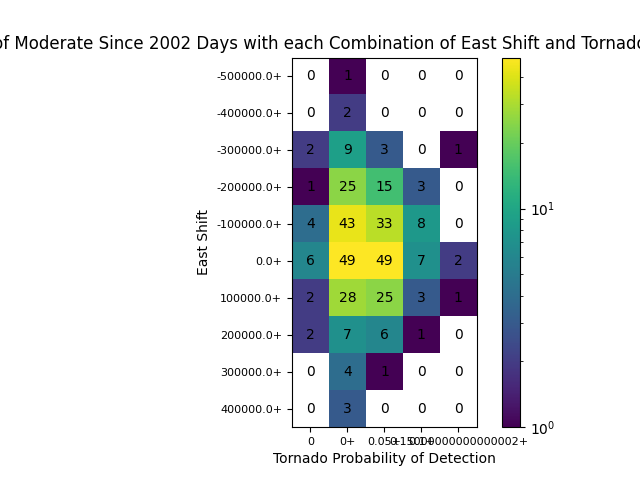 of Moderate Since 2002 Days with each Combination of East Shift and Tornado
-500000.0+ 0 1 0 0 0
-400000.0+ 0 2 0 0 0
-300000.0+ 2 9 3 0 1
-200000.0+ 1 25 15 3 0
-100000.0+ 4 43 33 8 0
0.0+ 6 49 49 7 2
100000.0+ 2 28 25 3 1
200000.0+ 2 7 6 1 0
300000.0+ 0 4 1 0 0
400000.0+ 0 3 0 0 0
East Shift
0 0+
Tornado Probability of Detection
10¹
10⁰